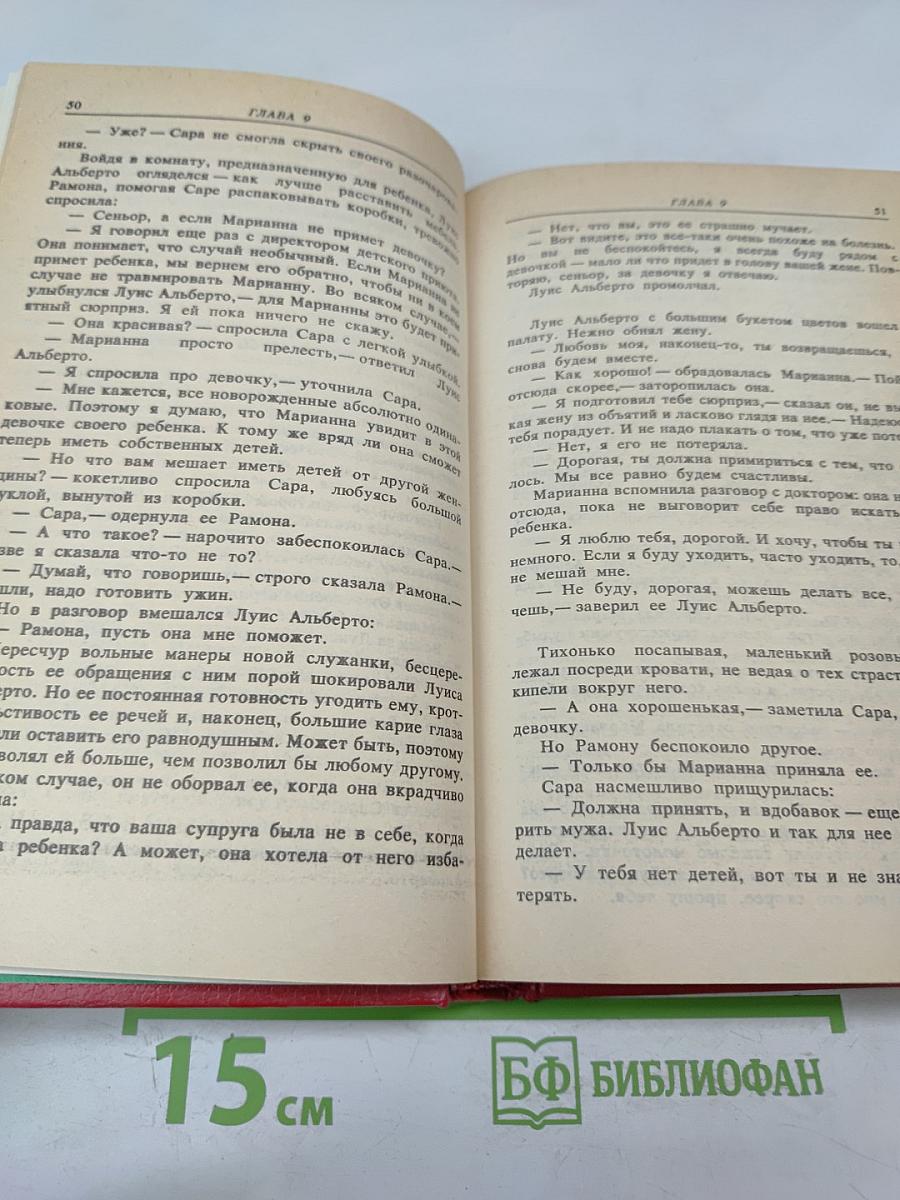 50
ГЛАВА 9
— Уже? — Сара не смогла скрыть своего разочарова-
ния.
Войдя в комнату, предназначенную для ребенка, Луис
Альберто огляделся — как лучше расставить мебель.
Рамона, помогая Саре распаковывать коробки, тревожно
спросила:
— Сеньор, а если Марианна не примет девочку?
— Я говорил еще раз с директором детского приюта.
Она понимает, что случай необычный. Если Марианна не
примет ребенка, мы вернем его обратно, чтобы ни в коем
случае не травмировать Марианну. Во всяком случае,—
улыбнулся Луис Альберто,— для Марианны это будет при-
ятный сюрприз. Я ей пока ничего не скажу.
— Она красивая? — спросила Сара с легкой улыбкой.
— Марианна просто прелесть,— ответил Луис
Альберто.
— Я спросила про девочку,— уточнила Сара.
— Мне кажется, все новорожденные абсолютно одина-
ковые. Поэтому я думаю, что Марианна увидит в этой
девочке своего ребенка. К тому же вряд ли она сможет
теперь иметь собственных детей.
— Но что вам мешает иметь детей от другой жен-
щины? — кокетливо спросила Сара, любуясь большой
уклой, вынутой из коробки.
— Сара,— одернула ее Рамона.
— А что такое? — нарочито забеспокоилась Сара.—
зве я сказала что-то не то?
— Думай, что говоришь,— строго сказала Рамона.—
шли, надо готовить ужин.
Но в разговор вмешался Луис Альберто:
— Рамона, пусть она мне поможет.
ересчур вольные манеры новой служанки, бесцере-
ость ее обращения с ним порой шокировали Луиса
ерто. Но ее постоянная готовность угодить ему, крот-
ьстивость ее речей и, наконец, большие карие глаза
ли оставить его равнодушным. Может быть, поэтому
волял ей больше, чем позволил бы любому другому.
ком случае, он не оборвал ее, когда она вкрадчиво
ла:
правда, что ваша супруга была не в себе, когда
а ребенка? А может, она хотела от него изба-
ГЛАВА 9
51
— Нет, что вы, это ее страшно мучает.
— Вот видите, это все-таки очень похоже на болезнь.
Но вы не беспокойтесь, я всегда буду рядом с
девочкой — мало ли что придет в голову вашей жене. Пов-
торяю, сеньор, за девочку я отвечаю.
Луис Альберто промолчал.
Луис Альберто с большим букетом цветов вошел
палату. Нежно обнял жену.
— Любовь моя, наконец-то, ты возвращаешься,
снова будем вместе.
— Как хорошо! — обрадовалась Марианна.— Пой
отсюда скорее,— заторопилась она.
— Я подготовил тебе сюрприз,— сказал он, не вы
кая жену из объятий и ласково глядя на нее.— Надеюс
тебя порадует. И не надо плакать о том, что уже поте
— Нет, я его не потеряла.
— Дорогая, ты должна примириться с тем, что
лось. Мы все равно будем счастливы.
Марианна вспомнила разговор с доктором: она н
отсюда, пока не выговорит себе право искать
ребенка.
— Я люблю тебя, дорогой. И хочу, чтобы ты
немного. Если я буду уходить, часто уходить, то
не мешай мне.
— Не буду, дорогая, можешь делать все,
чешь,— заверил ее Луис Альберто.
Тихонько посапывая, маленький розовы
лежал посреди кровати, не ведая о тех страст
кипели вокруг него.
— А она хорошенькая,— заметила Сара,
девочку.
Но Рамону беспокоило другое.
— Только бы Марианна приняла ее.
Сара насмешливо прищурилась:
— Должна принять, и вдобавок — еще
рить мужа. Луис Альберто и так для нее
делает.
— У тебя нет детей, вот ты и не зна
терять.
15 см
БФ БИБЛИОФАН